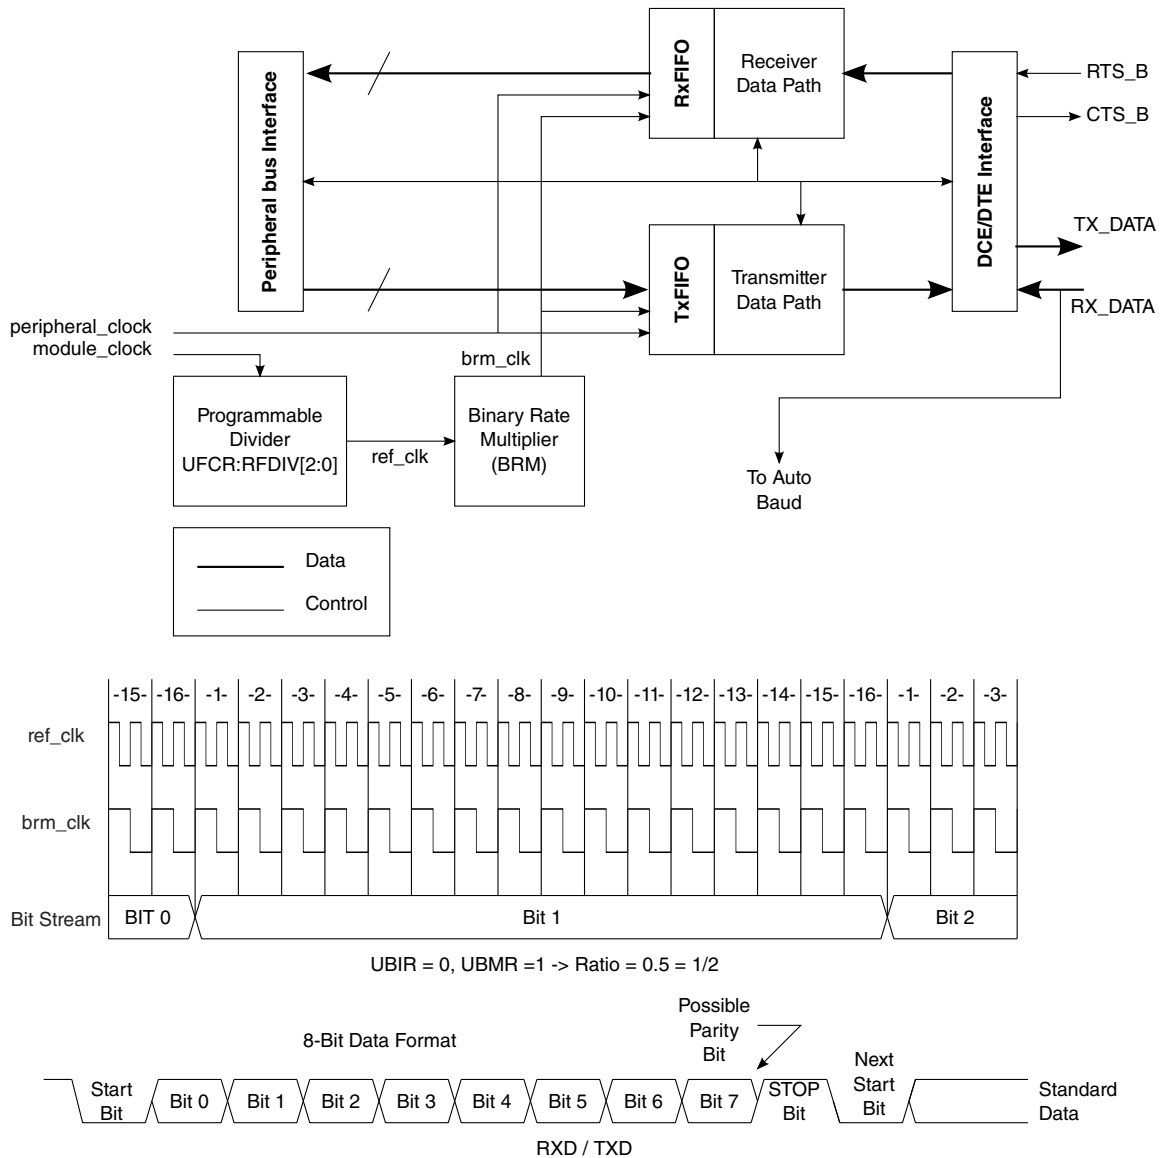 RxFIFO
Receiver
Data Path
Peripheral bus Interface
DCE/DTE Interface
RTS_B
CTS_B
TX_DATA
RX_DATA
TxFIFO
Transmitter
Data Path
peripheral_clock
module_clock
brm_clk
Programmable
Divider
UFCR:RFDIV[2:0]
ref_clk
Binary Rate
Multiplier
(BRM)
To Auto
Baud
Data
Control
-15- -16- -1- -2- -3- -4- -5- -6- -7- -8- -9- -10- -11- -12- -13- -14- -15- -16- -1- -2- -3-
ref_clk
brm_clk
Bit Stream BIT 0 Bit 1 Bit 2
UBIR = 0, UBMR =1 -> Ratio = 0.5 = 1/2
8-Bit Data Format
Possible
Parity
Bit
Start
Bit
Bit 0 Bit 1 Bit 2 Bit 3 Bit 4 Bit 5 Bit 6 Bit 7
STOP
Bit
Next
Start
Bit
Standard
Data
RXD / TXD